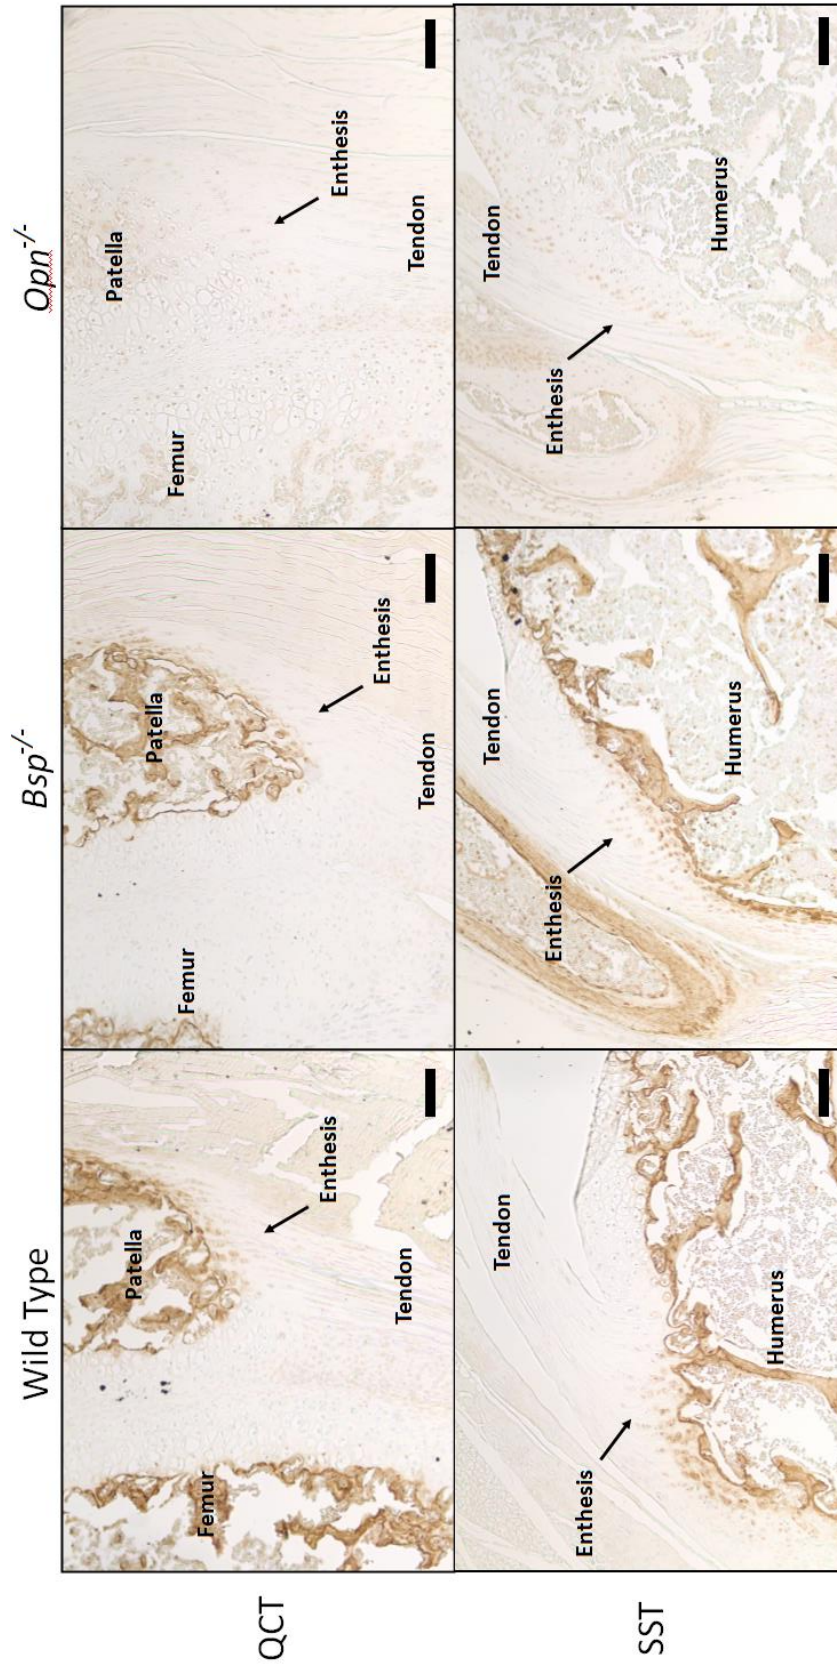 Wild Type
Bsp-/-
Opn-/-
QCT
Femur
Patella
Enthesis
Tendon
Femur
Patella
Enthesis
Tendon
Femur
Patella
Enthesis
Tendon
SST
Enthesis
Tendon
Humerus
Enthesis
Tendon
Humerus
Enthesis
Tendon
Humerus